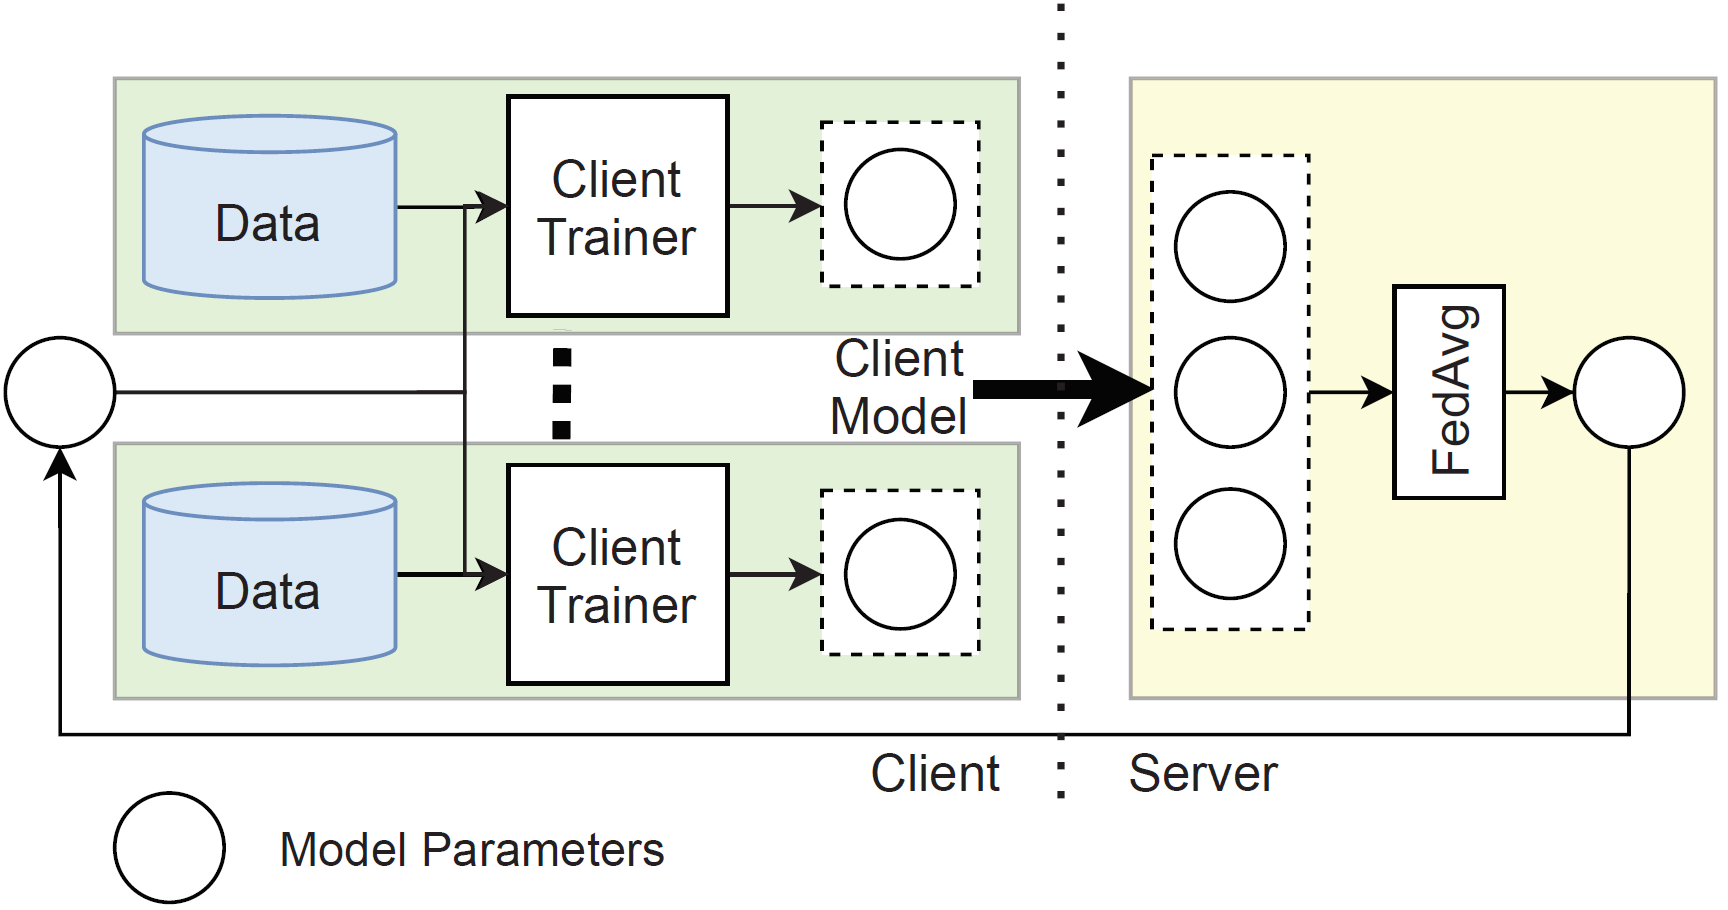 Data
Client
Trainer
Client
Model
FedAvg
Data
Client
Trainer
Client
Server
Model Parameters